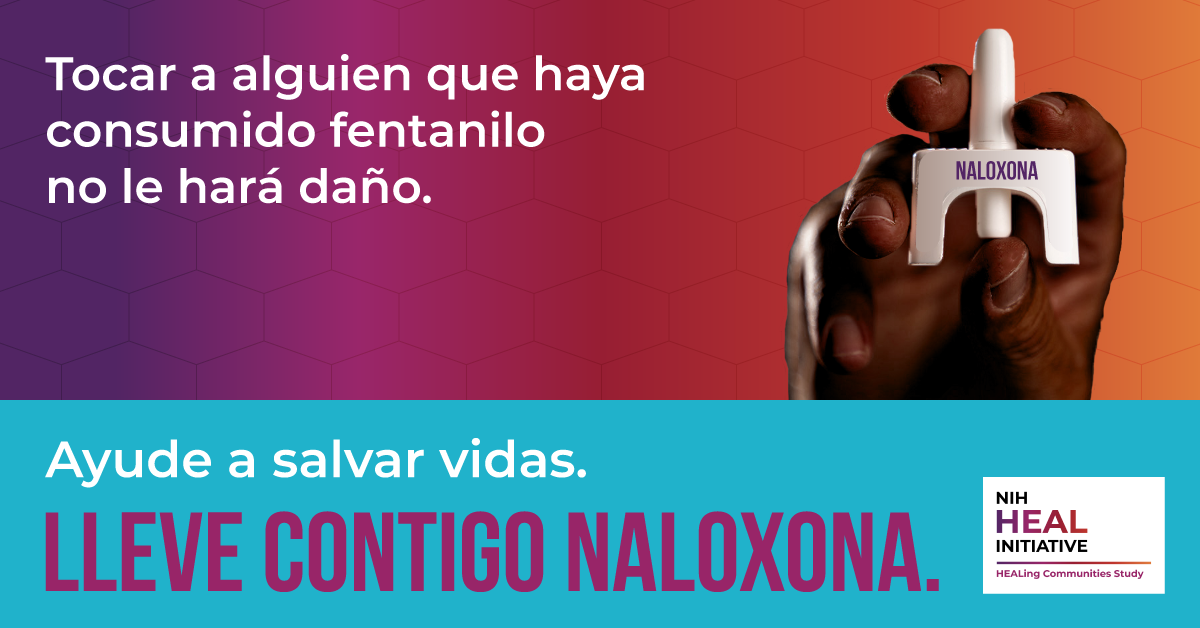 Tocar a alguien que haya
consumido fentanilo
no le hará daño.
NALOXONA
Ayude a salvar vidas.
LLEVE CONTIGO NALOXONA.
NIH
HEAL
INITIATIVE
HEALing Communities Study